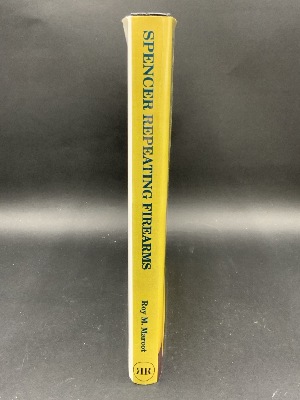 SPENCER REPEATING FIREARMS
Roy M. Marcot